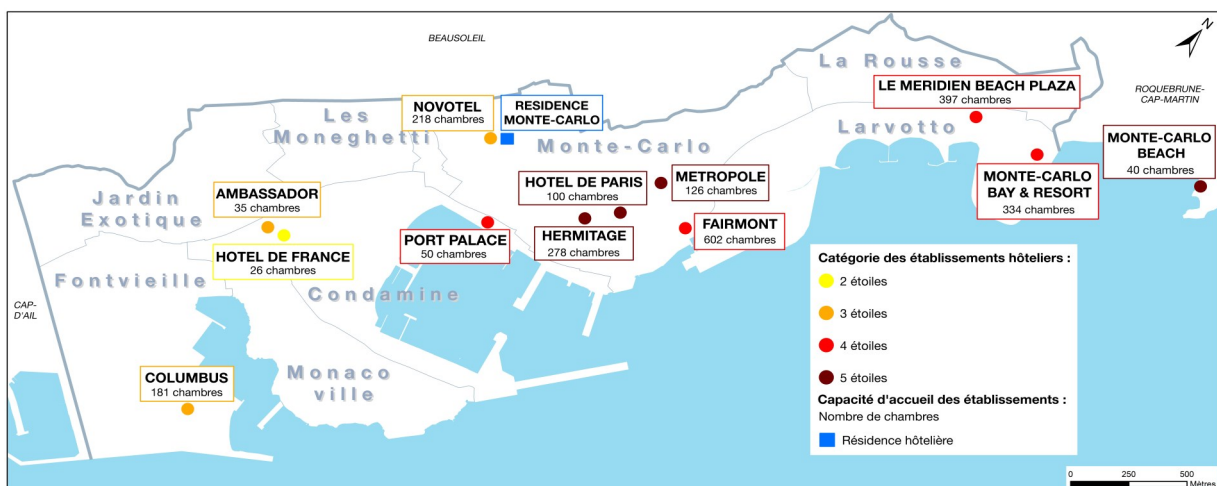 BEAUSOLEIL
N
La Rousse
LE MERIDIEN BEACH PLAZA
397 chambres
ROQUEBRUNE-
CAP-MARTIN
NOVOTEL
218 chambres
RESIDENCE
MONTE-CARLO
Les
Moneghetti
Monte-Carlo
Larvotto
MONTE-CARLO
BEACH
40 chambres
Jardin
Exotique
AMBASSADOR
35 chambres
HOTEL DE PARIS
100 chambres
METROPOLE
126 chambres
MONTE-CARLO
BAY & RESORT
334 chambres
HOTEL DE FRANCE
26 chambres
PORT PALACE
50 chambres
HERMITAGE
278 chambres
FAIRMONT
602 chambres
Fontvieille
Condamine
CAP-
D'AIL
COLUMBUS
181 chambres
Monaco
ville
Catégorie des établissements hôteliers :
2 étoiles
3 étoiles
4 étoiles
5 étoiles
Capacité d'accueil des établissements :
Nombre de chambres
Résidence hôtelière
0 250 500
Mètres